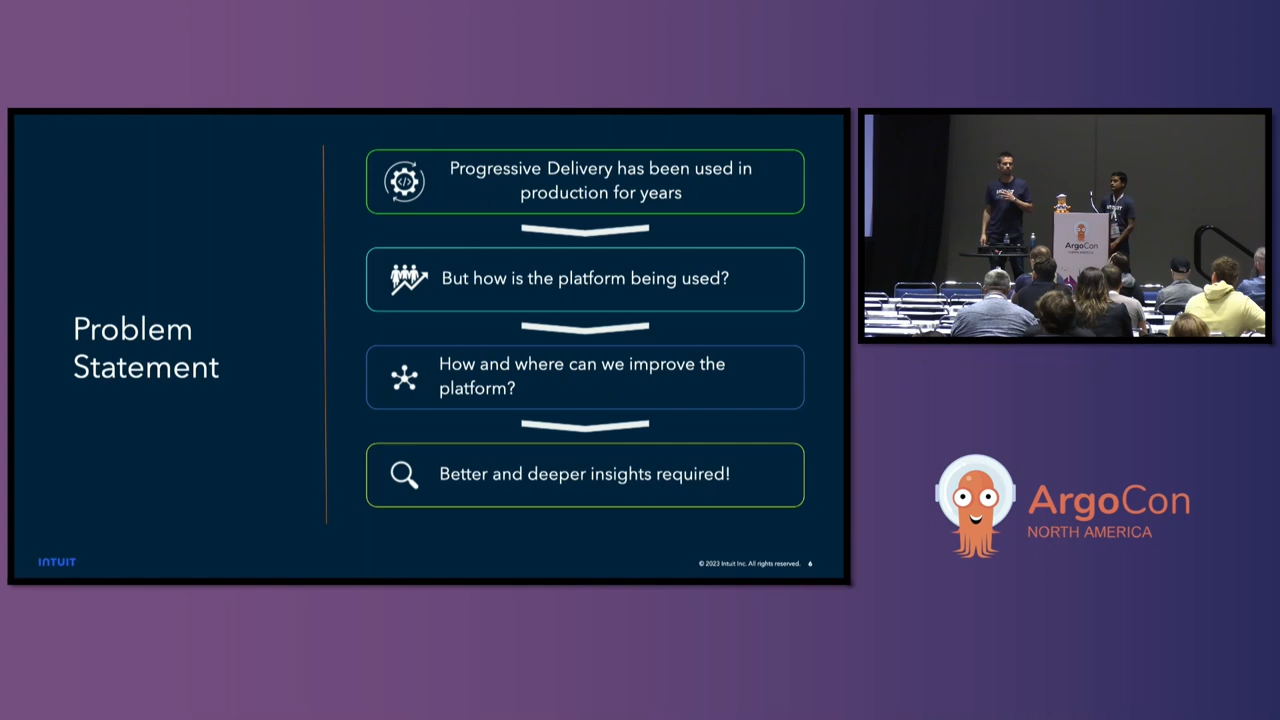 Problem
Statement
Progressive Delivery has been used in
production for years
But how is the platform being used?
How and where can we improve the
platform?
Better and deeper insights required!
INTUIT
© 2023 Intuit Inc. All rights reserved. 6
ArgoCon
ArgoCon
NORTH AMERICA